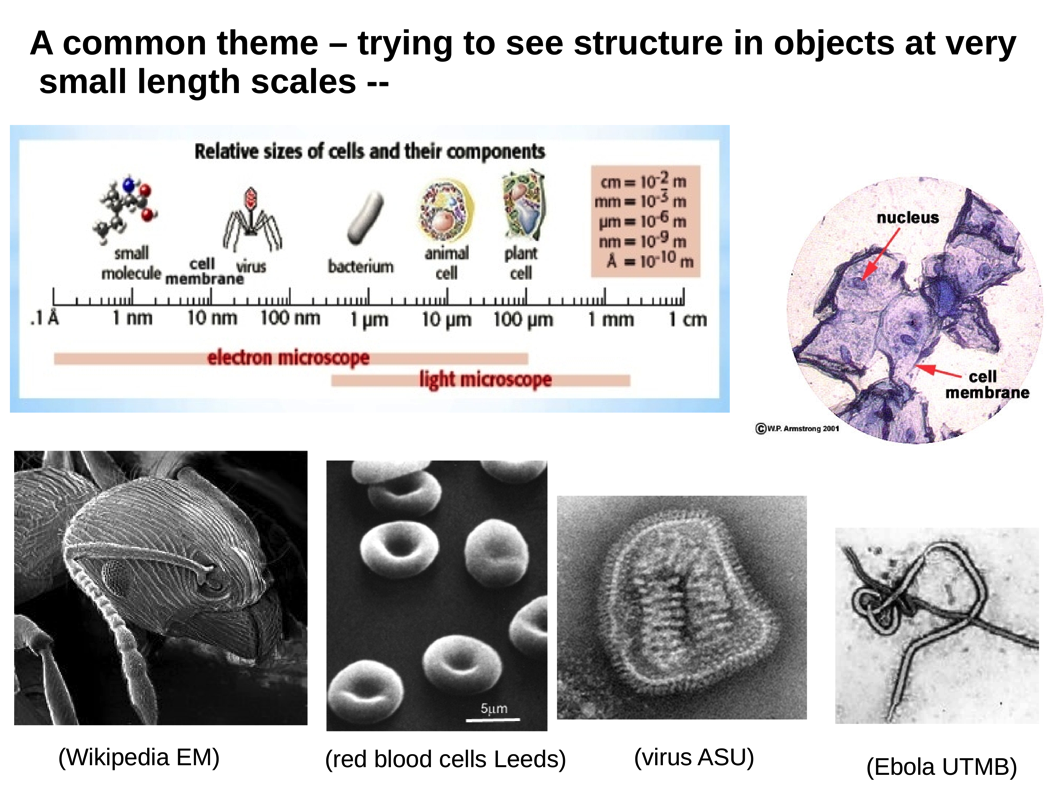 A common theme – trying to see structure in objects at very
small length scales --
Relative sizes of cells and their components
cm = 10-2 m
mm = 10-3 m
µm = 10-6 m
nm = 10-9 m
Å = 10-10 m
small
molecule
cell
membrane
virus
bacterium
animal
cell
plant
cell
.1 Å 1 nm 10 nm 100 nm 1 µm 10 µm 100 µm 1 mm 1 cm
electron microscope
light microscope
nucleus
cell
membrane
©W.P. Armstrong 2001
5µm
(Wikipedia EM)
(red blood cells Leeds)
(virus ASU)
(Ebola UTMB)